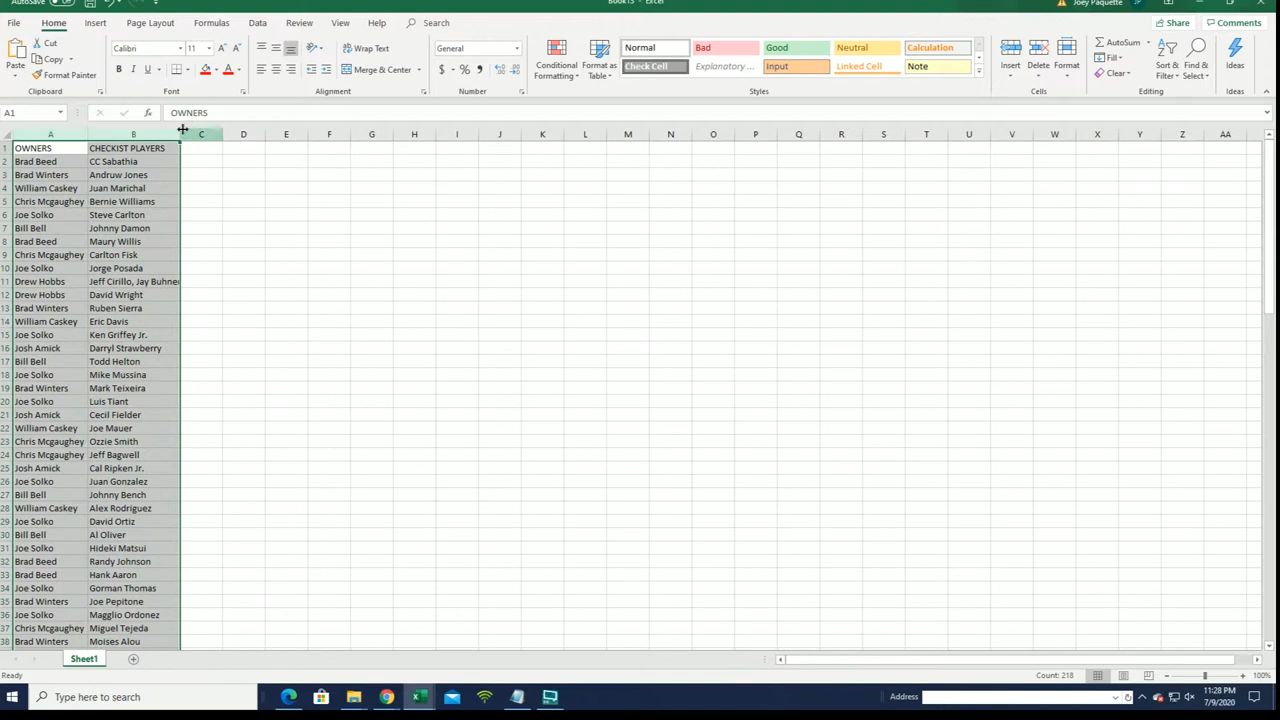 AutoSave Off Book15 - Excel Joey Paquette JP
File Home Insert Page Layout Formulas Data Review View Help Search Share Comments
Paste Cut Copy Format Painter Clipboard
Calibri 11 A A B I U A Font
Wrap Text Merge & Center Alignment
General $ % , Number
Conditional Formatting Format as Table
Normal Bad Good Neutral Calculation
Check Cell Explanatory ... Input Linked Cell Note
Styles
Insert Delete Format Cells
AutoSum Fill Clear Sort & Filter Find & Select Editing
Ideas Ideas
A1 fx OWNERS
A B C D E F G H I J K L M N O P Q R S T U V W X Y Z AA
1 OWNERS CHECKIST PLAYERS
2 Brad Beed CC Sabathia
3 Brad Winters Andruw Jones
4 William Caskey Juan Marichal
5 Chris Mcgaughey Bernie Williams
6 Joe Solko Steve Carlton
7 Bill Bell Johnny Damon
8 Brad Beed Maury Willis
9 Chris Mcgaughey Carlton Fisk
10 Joe Solko Jorge Posada
11 Drew Hobbs Jeff Cirillo, Jay Buhner
12 Drew Hobbs David Wright
13 Brad Winters Ruben Sierra
14 William Caskey Eric Davis
15 Joe Solko Ken Griffey Jr.
16 Josh Amick Darryl Strawberry
17 Bill Bell Todd Helton
18 Joe Solko Mike Mussina
19 Brad Winters Mark Teixeira
20 Joe Solko Luis Tiant
21 Josh Amick Cecil Fielder
22 William Caskey Joe Mauer
23 Chris Mcgaughey Ozzie Smith
24 Chris Mcgaughey Jeff Bagwell
25 Josh Amick Cal Ripken Jr.
26 Joe Solko Juan Gonzalez
27 Bill Bell Johnny Bench
28 William Caskey Alex Rodriguez
29 Joe Solko David Ortiz
30 Bill Bell Al Oliver
31 Joe Solko Hideki Matsui
32 Brad Beed Randy Johnson
33 Brad Beed Hank Aaron
34 Joe Solko Gorman Thomas
35 Brad Winters Joe Pepitone
36 Joe Solko Magglio Ordonez
37 Chris Mcgaughey Miguel Tejeda
38 Brad Winters Moises Alou
Sheet1
Ready Count: 218 100%
Type here to search Address 11:28 PM
7/9/2020